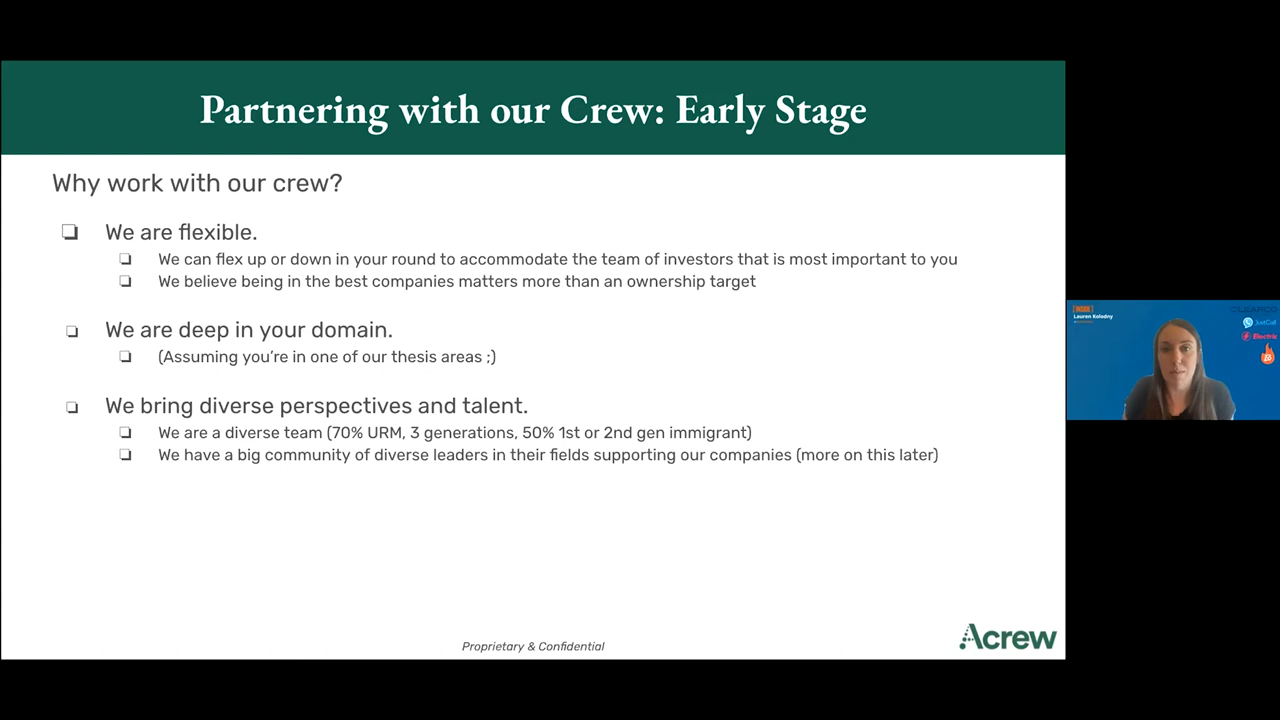 Partnering with our Crew: Early Stage
Why work with our crew?
❏ We are flexible.
❏ We can flex up or down in your round to accommodate the team of investors that is most important to you
❏ We believe being in the best companies matters more than an ownership target
❏ We are deep in your domain.
❏ (Assuming you’re in one of our thesis areas ;)
❏ We bring diverse perspectives and talent.
❏ We are a diverse team (70% URM, 3 generations, 50% 1st or 2nd gen immigrant)
❏ We have a big community of diverse leaders in their fields supporting our companies (more on this later)
Proprietary & Confidential
Acrew
[INSIDE]
Lauren Kolodny
CLEARCO
JustCall
Electric